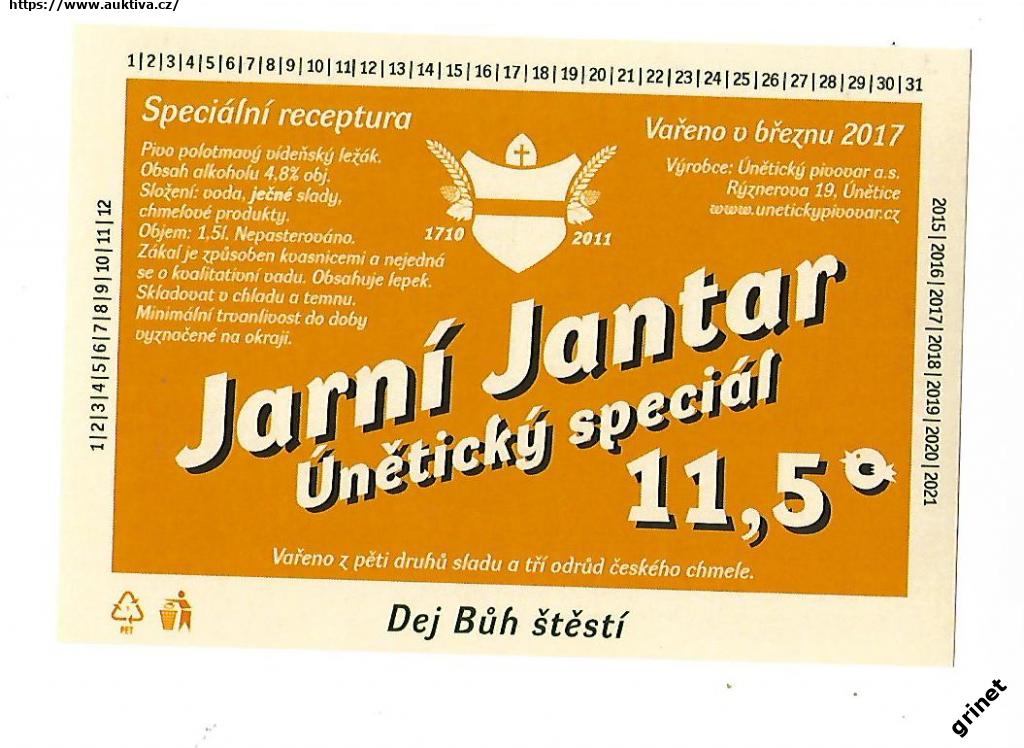 https://www.auktiva.cz/
1|2|3|4|5|6|7|8|9|10|11|12|13|14|15|16|17|18|19|20|21|22|23|24|25|26|27|28|29|30|31
Speciální receptura
Pivo polotmavý vídeňský ležák.
Obsah alkoholu 4,8% obj.
Složení: voda, ječné slady,
chmelové produkty.
Objem: 1,5l. Nepasterováno.
Zákal je způsoben kvasnicemi a nejedná
se o kvalitativní vadu. Obsahuje lepek.
Skladovat v chladu a temnu.
Minimální trvanlivost do doby
vyznačené na okraji.
Vařeno v březnu 2017
Výrobce: Únětický pivovar a.s.
Rýznerova 19, Únětice
www.unetickypivovar.cz
1710
2011
1|2|3|4|5|6|7|8|9|10|11|12
2015|2016|2017|2018|2019|2020|2021
Jarní Jantar
Únětický speciál
11,5
Vařeno z pěti druhů sladu a tří odrůd českého chmele.
PET
Dej Bůh štěstí
grinet